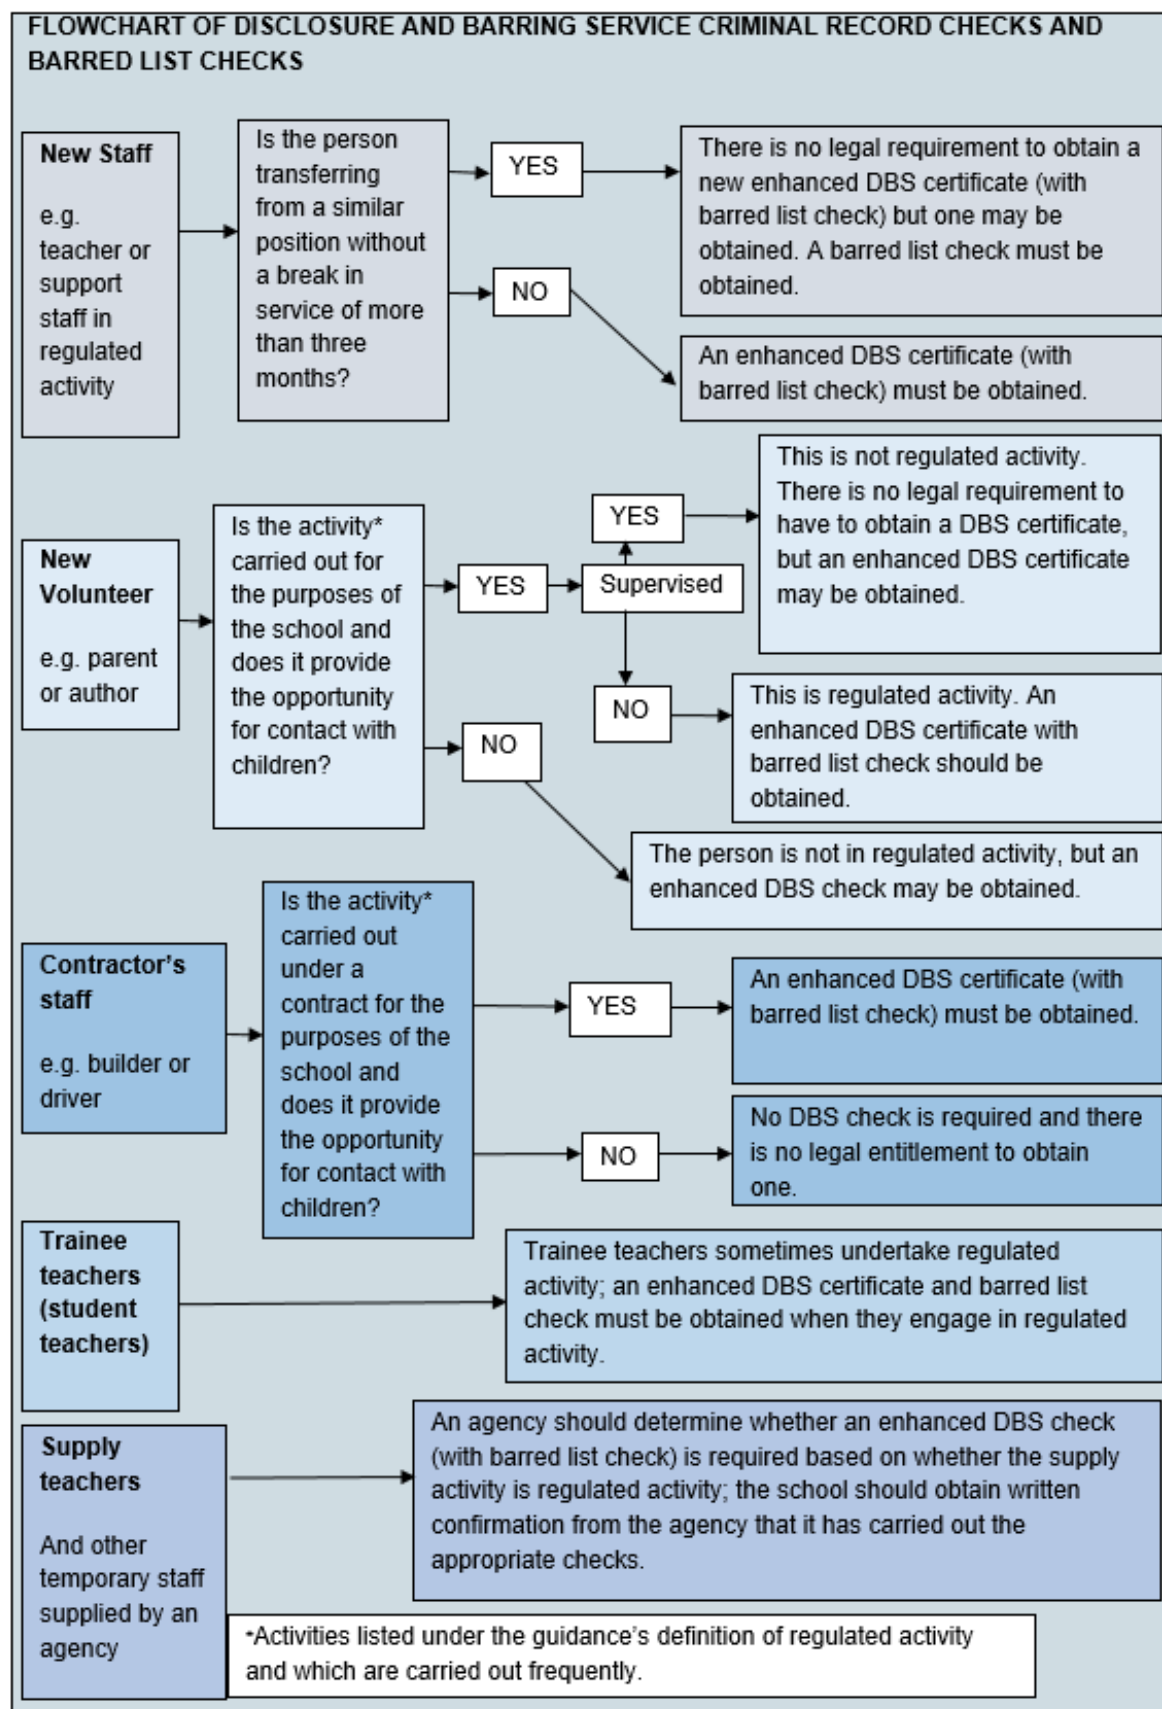 FLOWCHART OF DISCLOSURE AND BARRING SERVICE CRIMINAL RECORD CHECKS AND
BARRED LIST CHECKS
New Staff
e.g.
teacher or
support
staff in
regulated
activity
Is the person
transferring
from a similar
position without
a break in
service of more
than three
months?
YES
There is no legal requirement to obtain a
new enhanced DBS certificate (with
barred list check) but one may be
obtained. A barred list check must be
obtained.
NO
An enhanced DBS certificate (with
barred list check) must be obtained.
New
Volunteer
e.g. parent
or author
Is the activity*
carried out for
the purposes of
the school and
does it provide
the opportunity
for contact with
children?
YES
Supervised
YES
This is not regulated activity.
There is no legal requirement to
have to obtain a DBS certificate,
but an enhanced DBS certificate
may be obtained.
NO
This is regulated activity. An
enhanced DBS certificate with
barred list check should be
obtained.
NO
The person is not in regulated activity, but an
enhanced DBS check may be obtained.
Contractor’s
staff
e.g. builder or
driver
Is the activity*
carried out
under a
contract for the
purposes of the
school and
does it provide
the opportunity
for contact with
children?
YES
An enhanced DBS certificate (with
barred list check) must be obtained.
NO
No DBS check is required and there
is no legal entitlement to obtain
one.
Trainee
teachers
(student
teachers)
Trainee teachers sometimes undertake regulated
activity; an enhanced DBS certificate and barred list
check must be obtained when they engage in regulated
activity.
Supply
teachers
And other
temporary staff
supplied by an
agency
An agency should determine whether an enhanced DBS check
(with barred list check) is required based on whether the supply
activity is regulated activity; the school should obtain written
confirmation from the agency that it has carried out the
appropriate checks.
*Activities listed under the guidance’s definition of regulated activity
and which are carried out frequently.